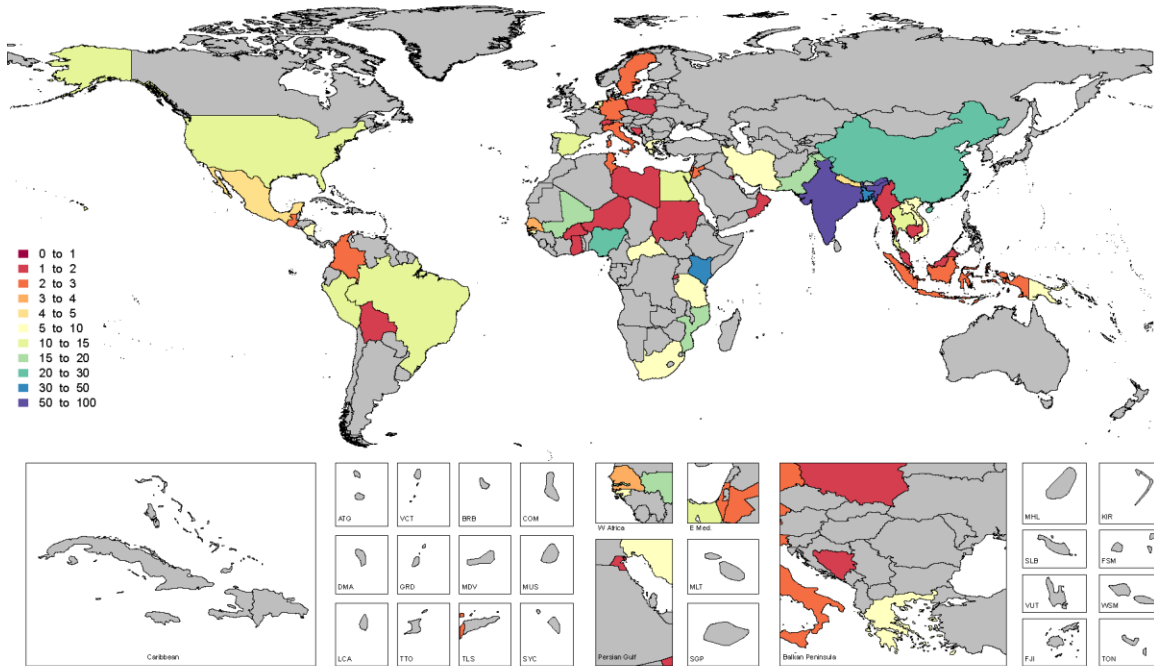 0 to 1
1 to 2
2 to 3
3 to 4
4 to 5
5 to 10
10 to 15
15 to 20
20 to 30
30 to 50
50 to 100
Caribbean
ATG
VCT
BRB
COM
DMA
GRD
MDV
MUS
LCA
TTO
TLS
SYC
W Africa
E Med.
Persian Gulf
MLT
SGP
Balkan Peninsula
MHL
KIR
SLB
FSM
VUT
WSM
FJI
TON